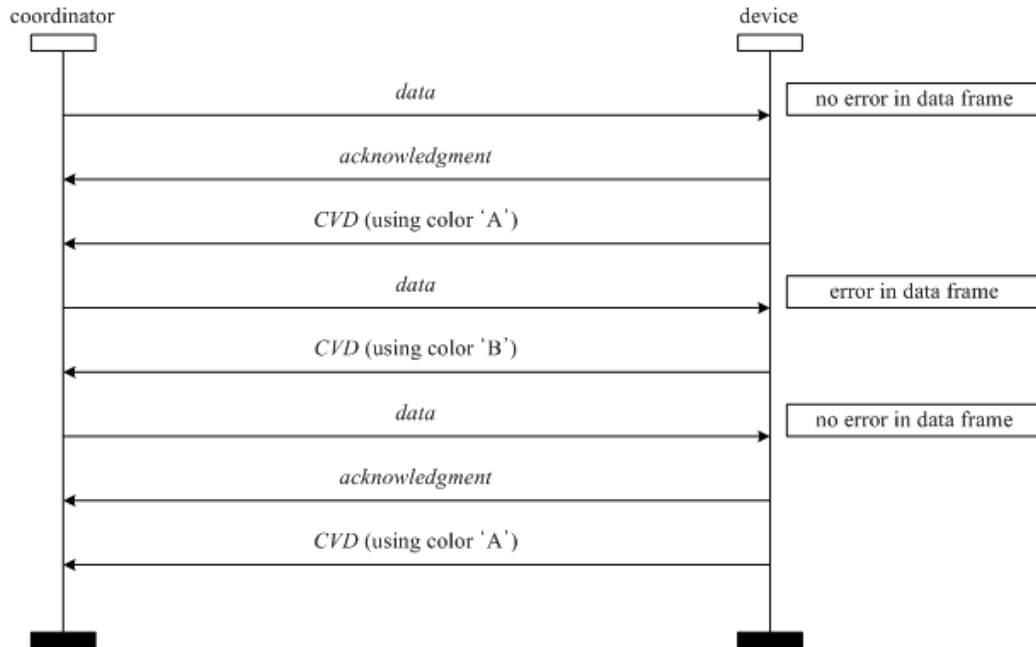 coordinator
device
data
no error in data frame
acknowledgment
CVD (using color ‘A’)
data
error in data frame
CVD (using color ‘B’)
data
no error in data frame
acknowledgment
CVD (using color ‘A’)